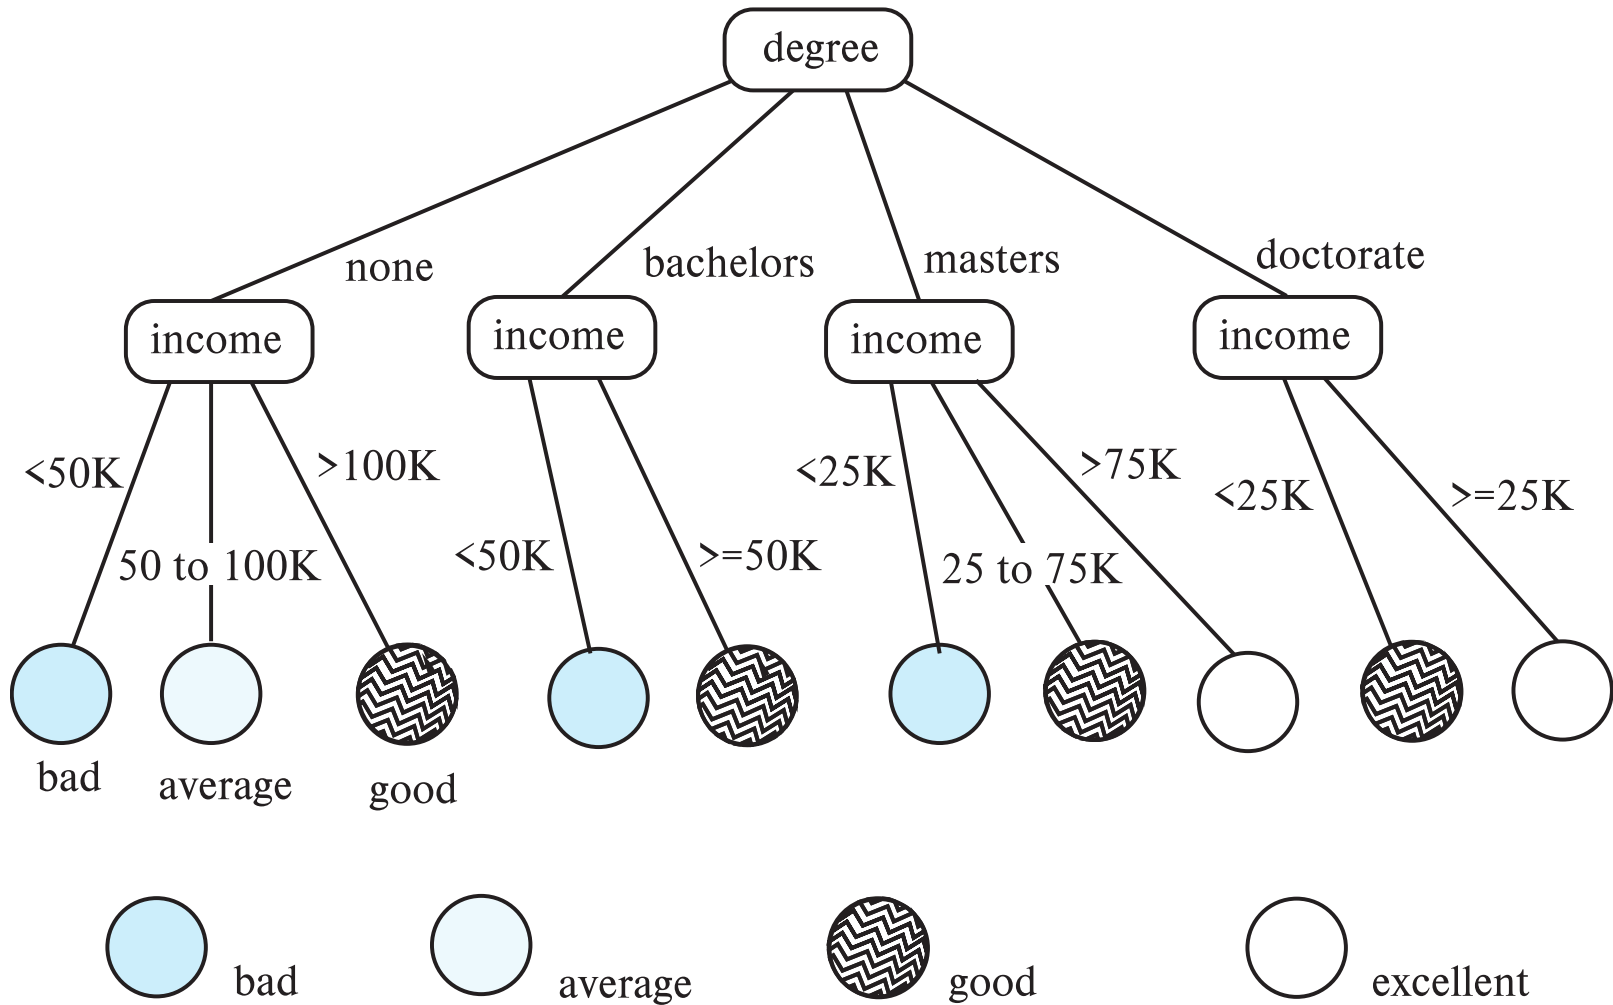 degree
none
bachelors
masters
doctorate
income
income
income
income
<50K
50 to 100K
>100K
<50K
>=50K
<25K
25 to 75K
>75K
<25K
>=25K
bad
average
good
bad
average
good
excellent